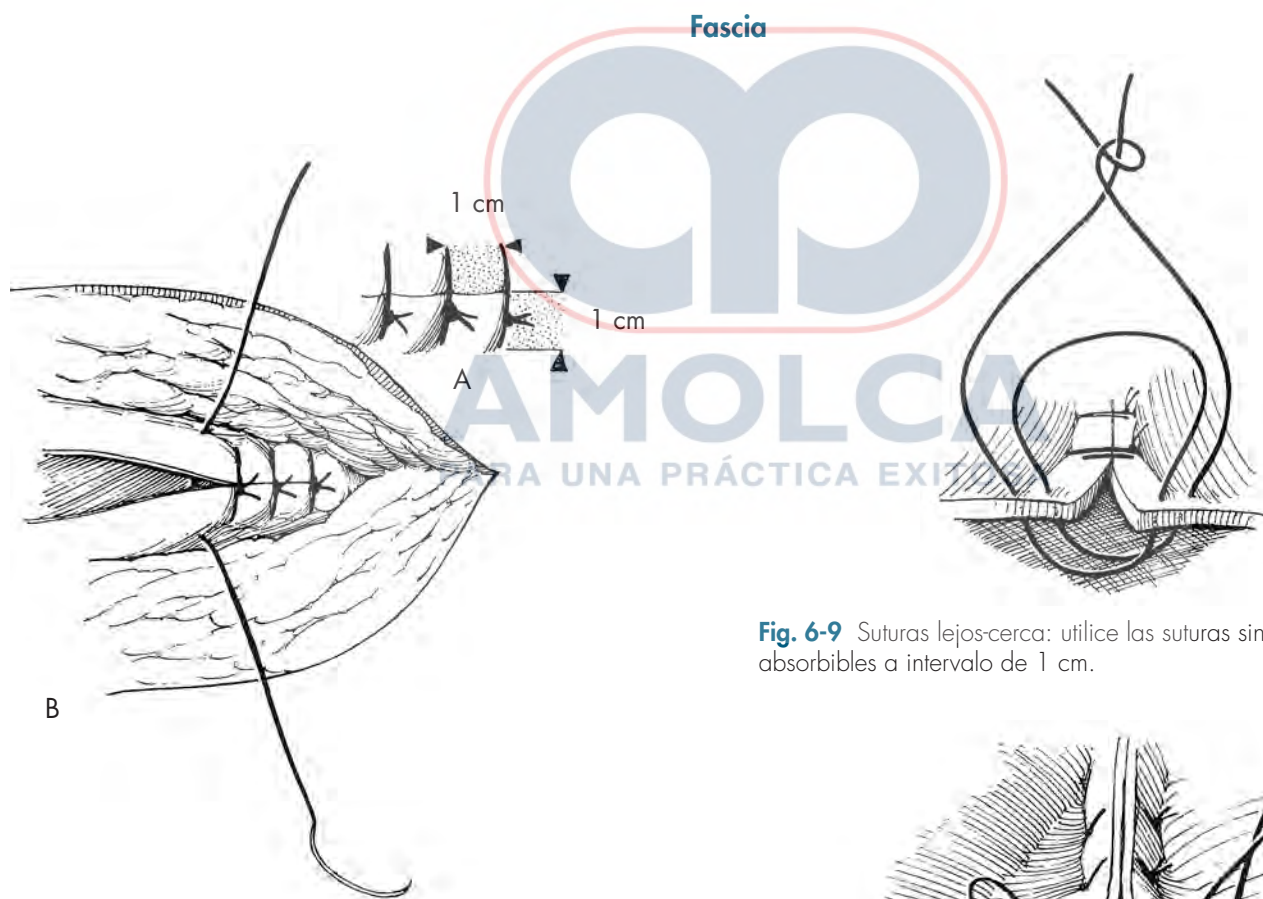 Fascia
1 cm
1 cm
A
B
AMOLCA
PARA UNA PRÁCTICA
Fig. 6-9 Suturas lejos-cerca: utilice las suturas sin
absorbibles a intervalo de 1 cm.